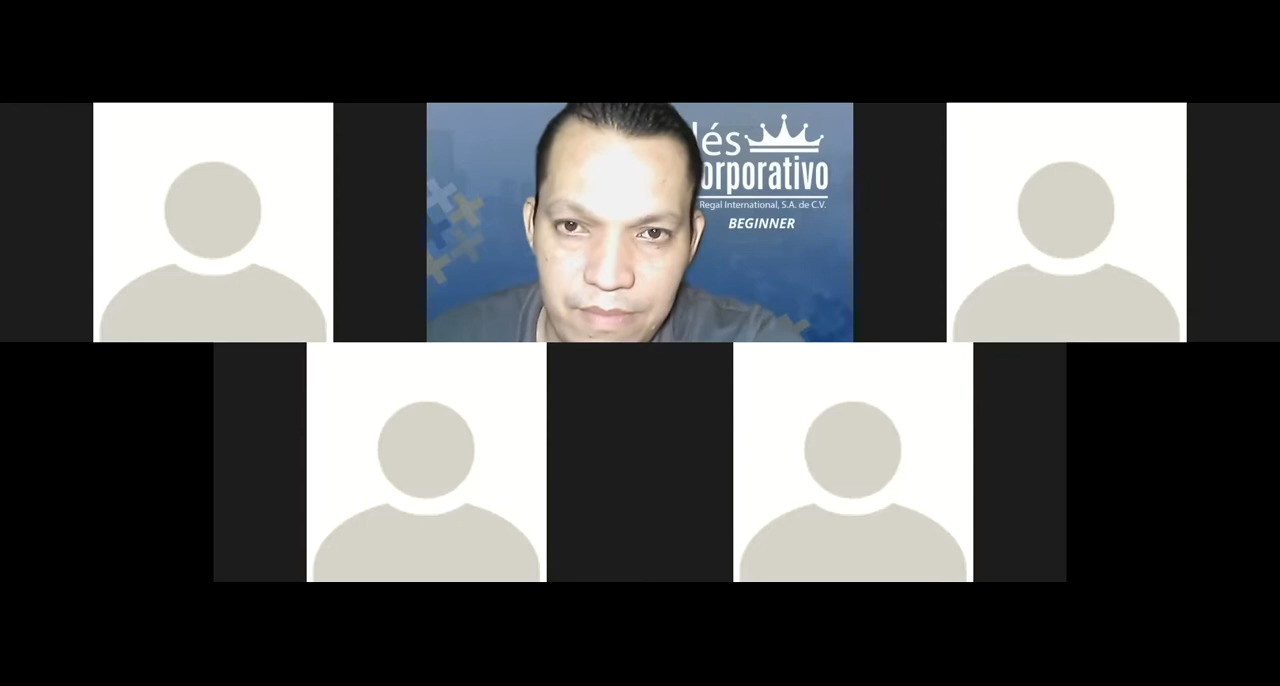 lés
orporativo
Regal International, S.A. de C.V.
BEGINNER